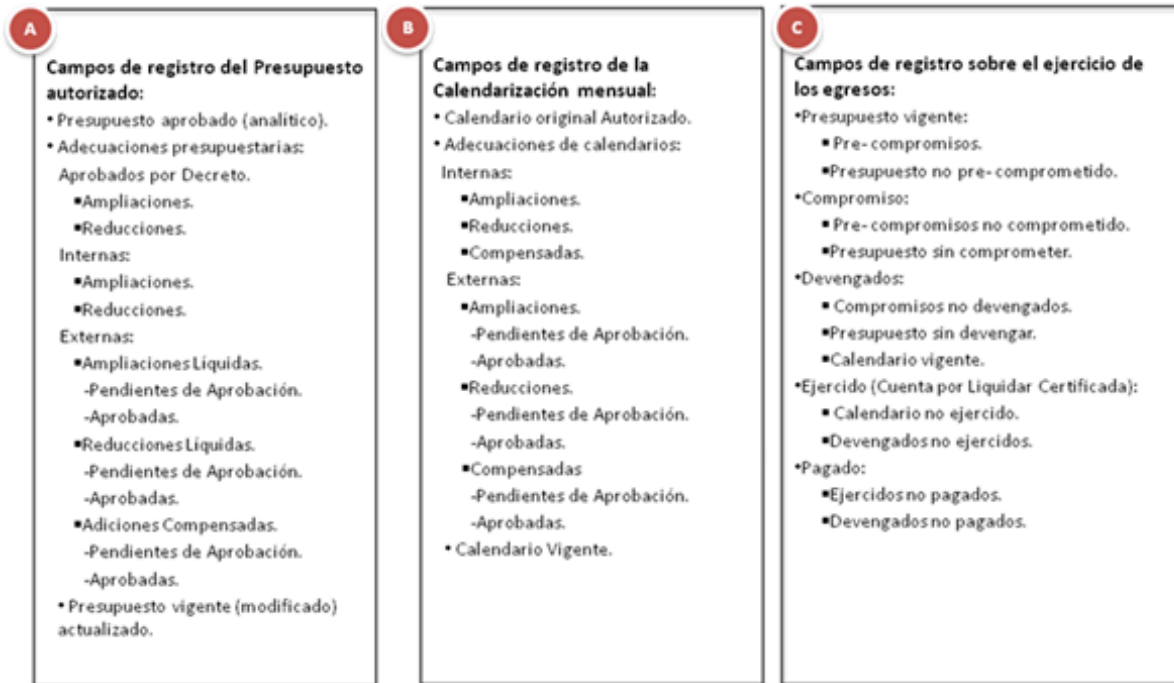 A
Campos de registro del Presupuesto
autorizado:
• Presupuesto aprobado (analítico).
• Adecuaciones presupuestarias:
Aprobados por Decreto.
▪Ampliaciones.
▪Reducciones.
Internas:
▪Ampliaciones.
▪Reducciones.
Externas:
▪Ampliaciones Líquidas.
-Pendientes de Aprobación.
-Aprobadas.
▪Reducciones Líquidas.
-Pendientes de Aprobación.
-Aprobadas.
▪Adiciones Compensadas.
-Pendientes de Aprobación.
-Aprobadas.
• Presupuesto vigente (modificado)
actualizado.
B
Campos de registro de la
Calendarización mensual:
• Calendario original Autorizado.
• Adecuaciones de calendarios:
Internas:
▪Ampliaciones.
▪Reducciones.
▪Compensadas.
Externas:
▪Ampliaciones.
-Pendientes de Aprobación.
-Aprobadas.
▪Reducciones.
-Pendientes de Aprobación.
-Aprobadas.
▪Compensadas
-Pendientes de Aprobación.
-Aprobadas.
• Calendario Vigente.
C
Campos de registro sobre el ejercicio de
los egresos:
•Presupuesto vigente:
▪ Pre- compromisos.
▪Presupuesto no pre- comprometido.
•Compromiso:
▪ Pre- compromisos no comprometido.
▪Presupuesto sin comprometer.
•Devengados:
▪ Compromisos no devengados.
▪Presupuesto sin devengar.
▪Calendario vigente.
•Ejercido (Cuenta por Liquidar Certificada):
▪ Calendario no ejercido.
▪Devengados no ejercidos.
•Pagado:
▪Ejercidos no pagados.
▪Devengados no pagados.